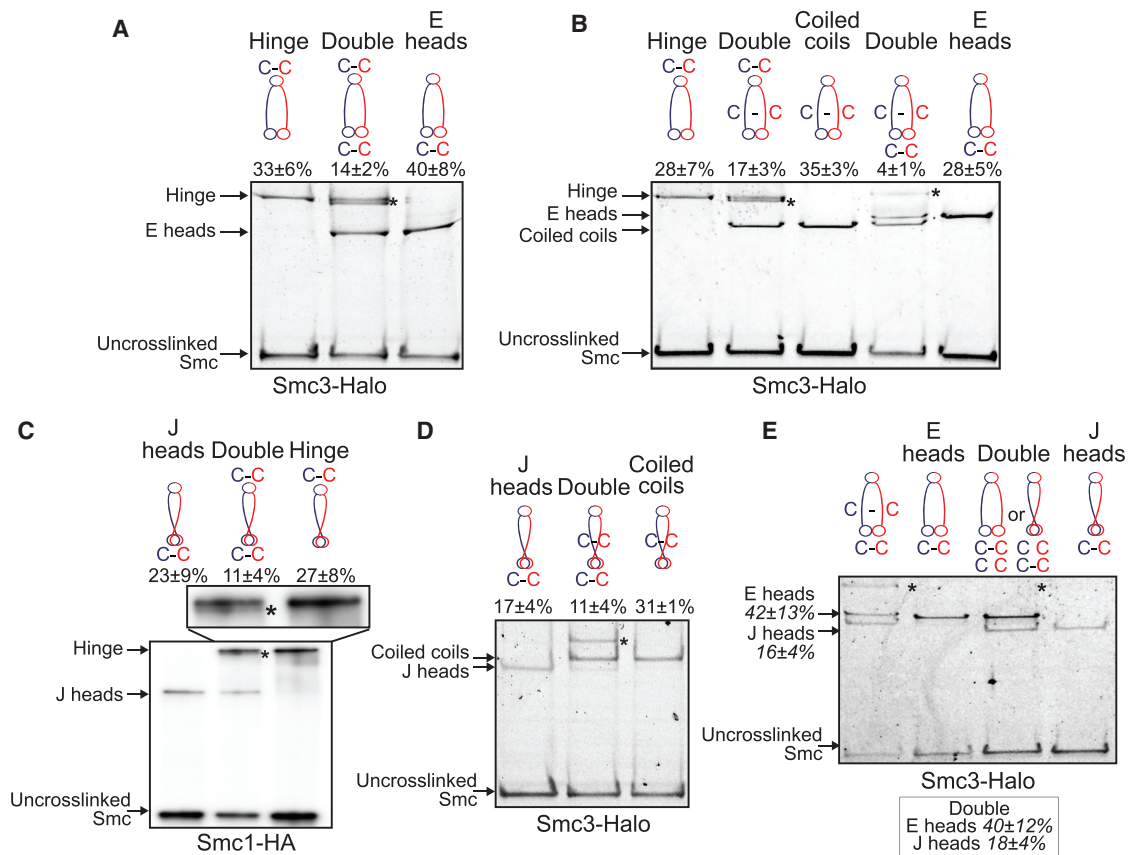 A
Hinge Double E heads
C-C C-C
C-C C-C
33±6% 14±2% 40±8%
Hinge
*
E heads
Uncrosslinked Smc
Smc3-Halo
B
Hinge Double Coiled coils Double E heads
C-C C-C
C - C C - C C - C
C-C C-C
28±7% 17±3% 35±3% 4±1% 28±5%
Hinge
*
*
E heads
Coiled coils
Uncrosslinked Smc
Smc3-Halo
C
J heads Double Hinge
C-C C-C
C-C C-C
23±9% 11±4% 27±8%
*
Hinge
*
J heads
Uncrosslinked Smc
Smc1-HA
D
J heads Double Coiled coils
C-C C-C
C-C C-C
17±4% 11±4% 31±1%
*
Coiled coils
J heads
Uncrosslinked Smc
Smc3-Halo
E
E heads Double J heads
C - C or
C-C C-C C-C C-C C-C
C-C C-C
* *
E heads
42±13%
J heads
16±4%
Uncrosslinked Smc
Smc3-Halo
Double
E heads 40±12%
J heads 18±4%